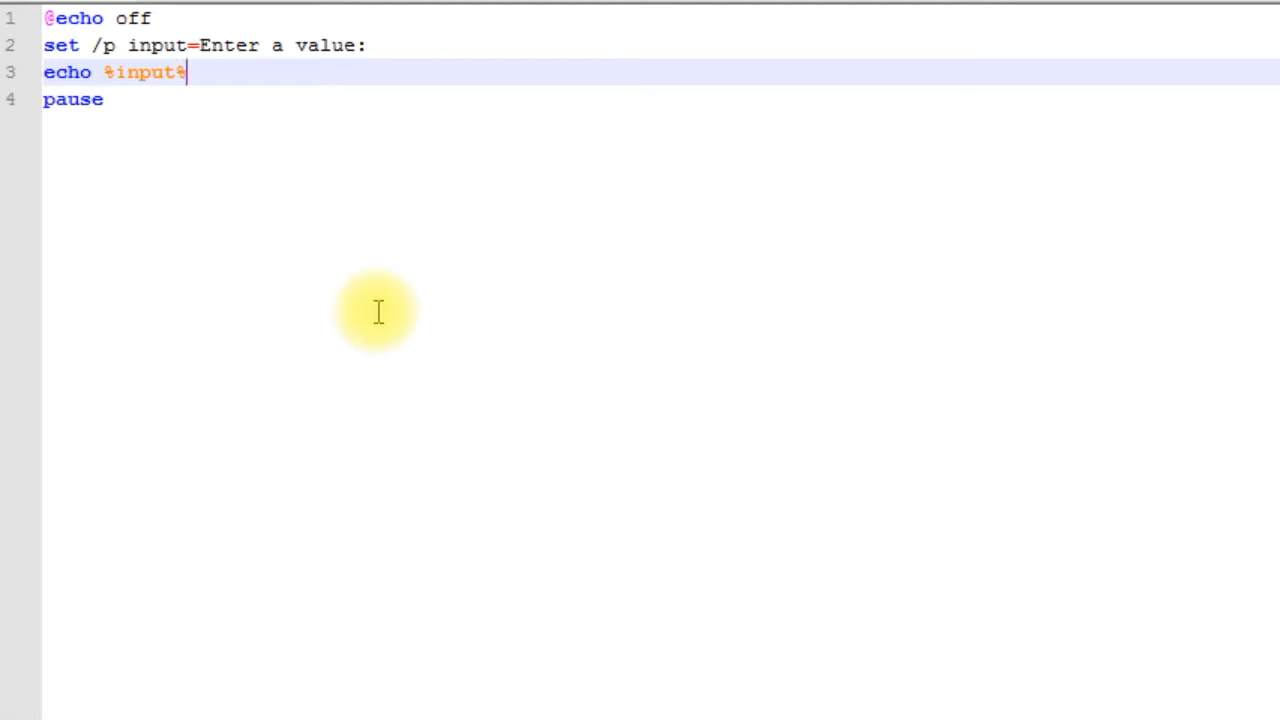 1 @echo off
2 set /p input=Enter a value:
3 echo %input%
4 pause